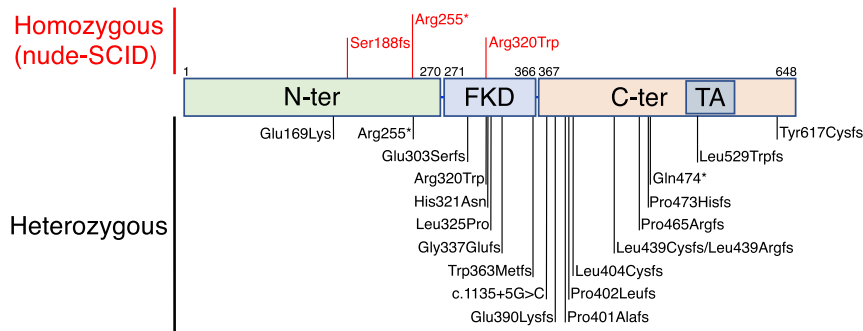 Homozygous
(nude-SCID)
Arg255*
Ser188fs
Arg320Trp
1
270
271
366
367
648
N-ter
FKD
C-ter
TA
Heterozygous
Glu169Lys
Arg255*
Tyr617Cysfs
Glu303Serfs
Leu529Trpfs
Arg320Trp
Gln474*
His321Asn
Pro473Hisfs
Leu325Pro
Pro465Argfs
Gly337Glufs
Leu439Cysfs/Leu439Argfs
Trp363Metfs
Leu404Cysfs
c.1135+5G>C
Pro402Leufs
Glu390Lysfs
Pro401Alafs